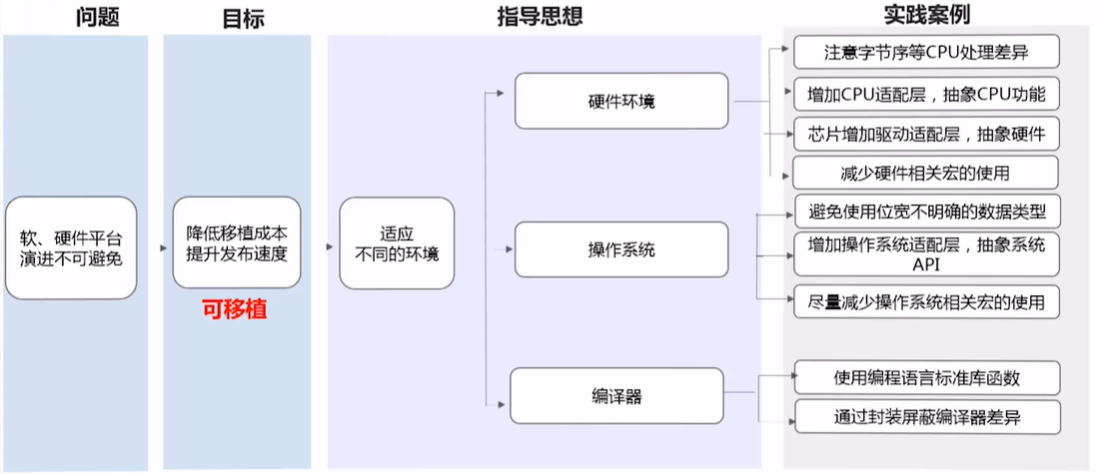 问题
目标
指导思想
实践案例
软、硬件平台
演进不可避免
降低移植成本
提升发布速度
可移植
适应
不同的环境
硬件环境
注意字节序等CPU处理差异
增加CPU适配层，抽象CPU功能
芯片增加驱动适配层，抽象硬件
减少硬件相关宏的使用
操作系统
避免使用位宽不明确的数据类型
增加操作系统适配层，抽象系统
API
尽量减少操作系统相关宏的使用
编译器
使用编程语言标准库函数
通过封装屏蔽编译器差异